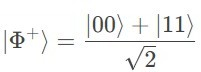 |Φ⁺⟩ = (|00⟩ + |11⟩) / √2